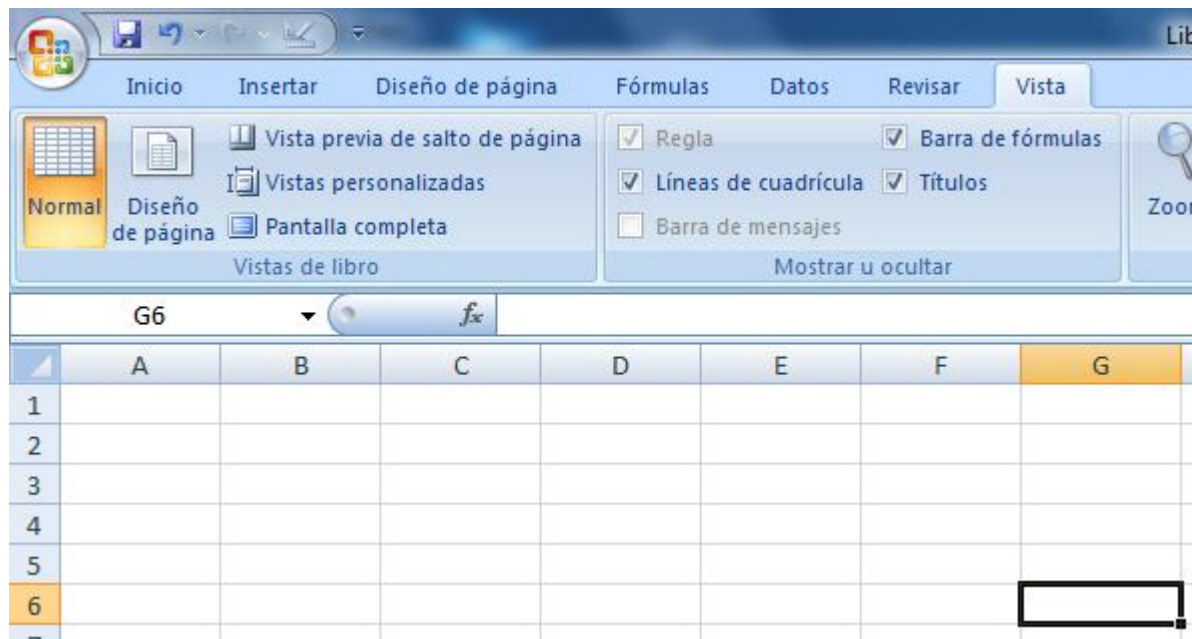 Lib
Inicio Insertar Diseño de página Fórmulas Datos Revisar Vista
Normal
Diseño de página
Vista previa de salto de página
Vistas personalizadas
Pantalla completa
Vistas de libro
Regla
Líneas de cuadrícula
Barra de mensajes
Barra de fórmulas
Títulos
Mostrar u ocultar
Zoo
G6 fx
A B C D E F G
1
2
3
4
5
6